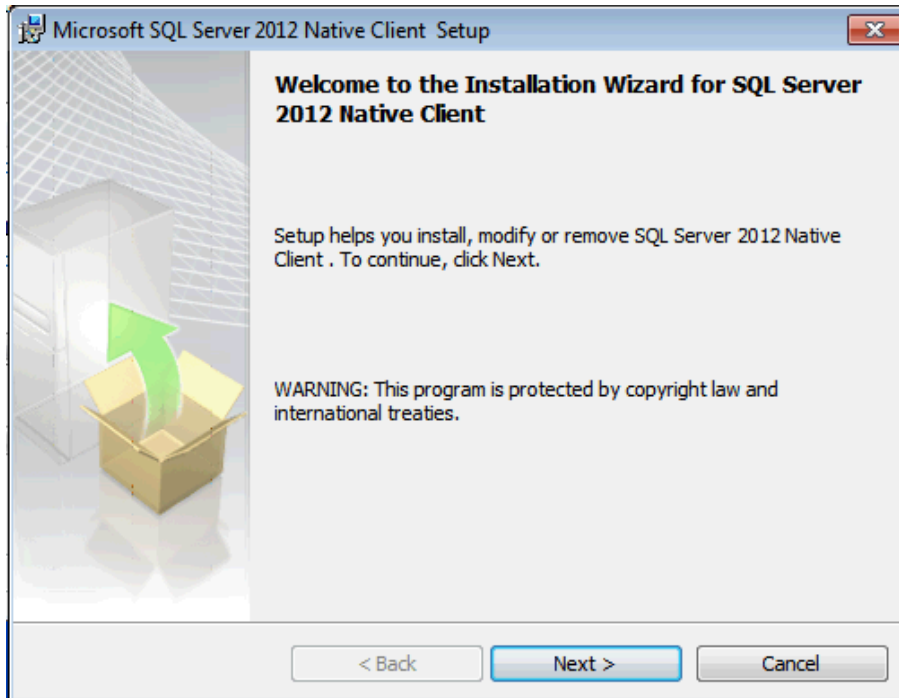 Microsoft SQL Server 2012 Native Client  Setup
Welcome to the Installation Wizard for SQL Server
2012 Native Client
Setup helps you install, modify or remove SQL Server 2012 Native
Client . To continue, click Next.
WARNING: This program is protected by copyright law and
international treaties.
< Back
Next >
Cancel